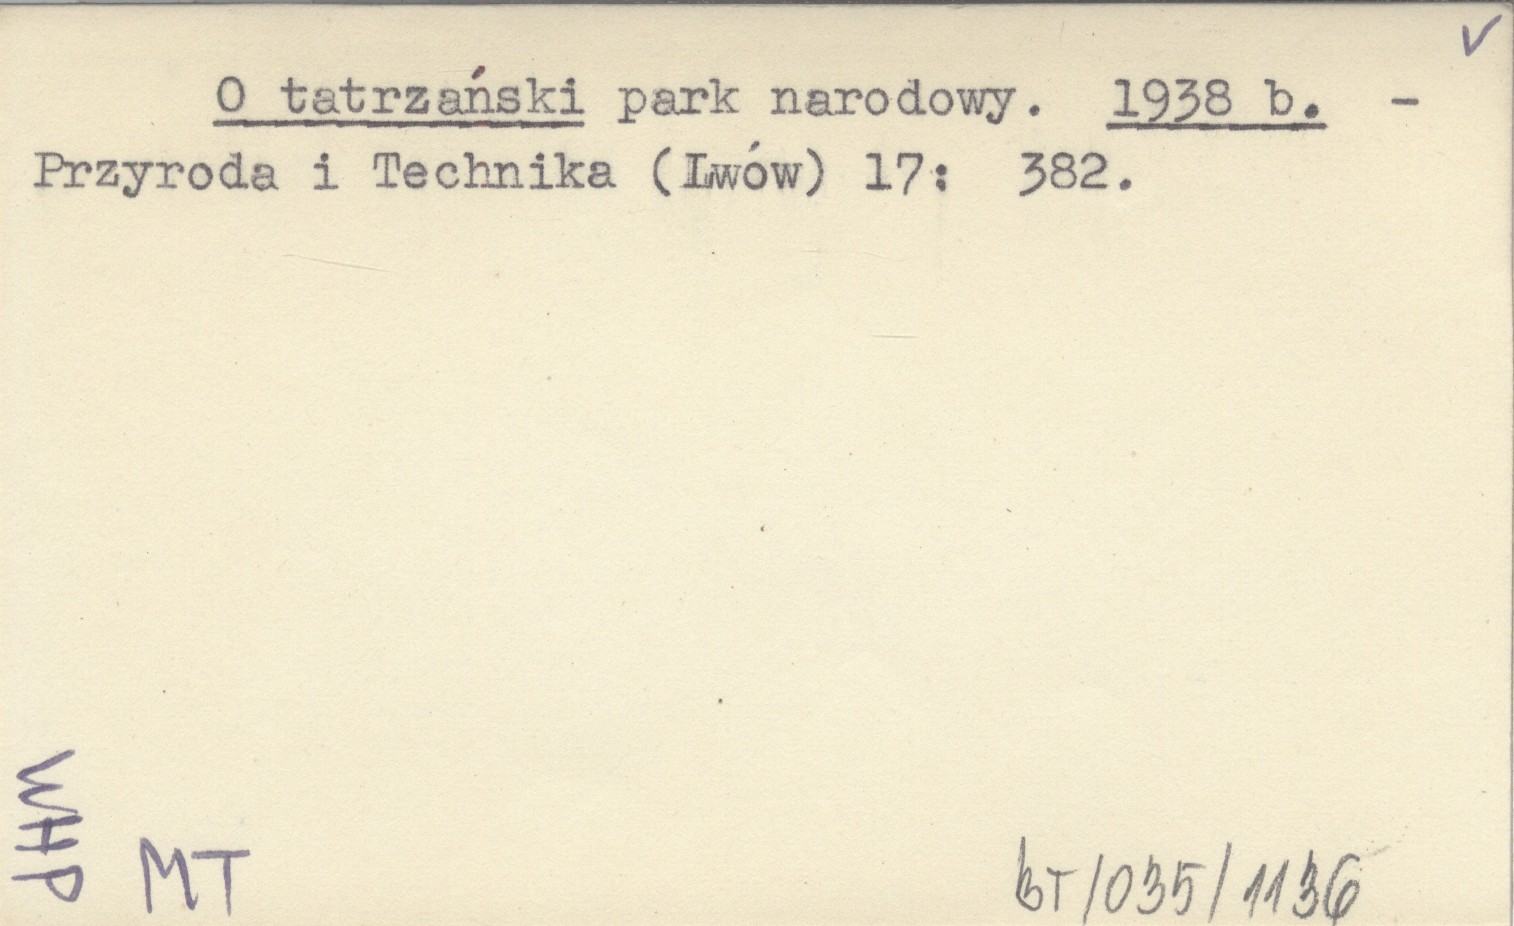 V
O tatrzański park narodowy. 1938 b. -
Przyroda i Technika (Lwów) 17: 382.
WHP
MT
BT/035/1136